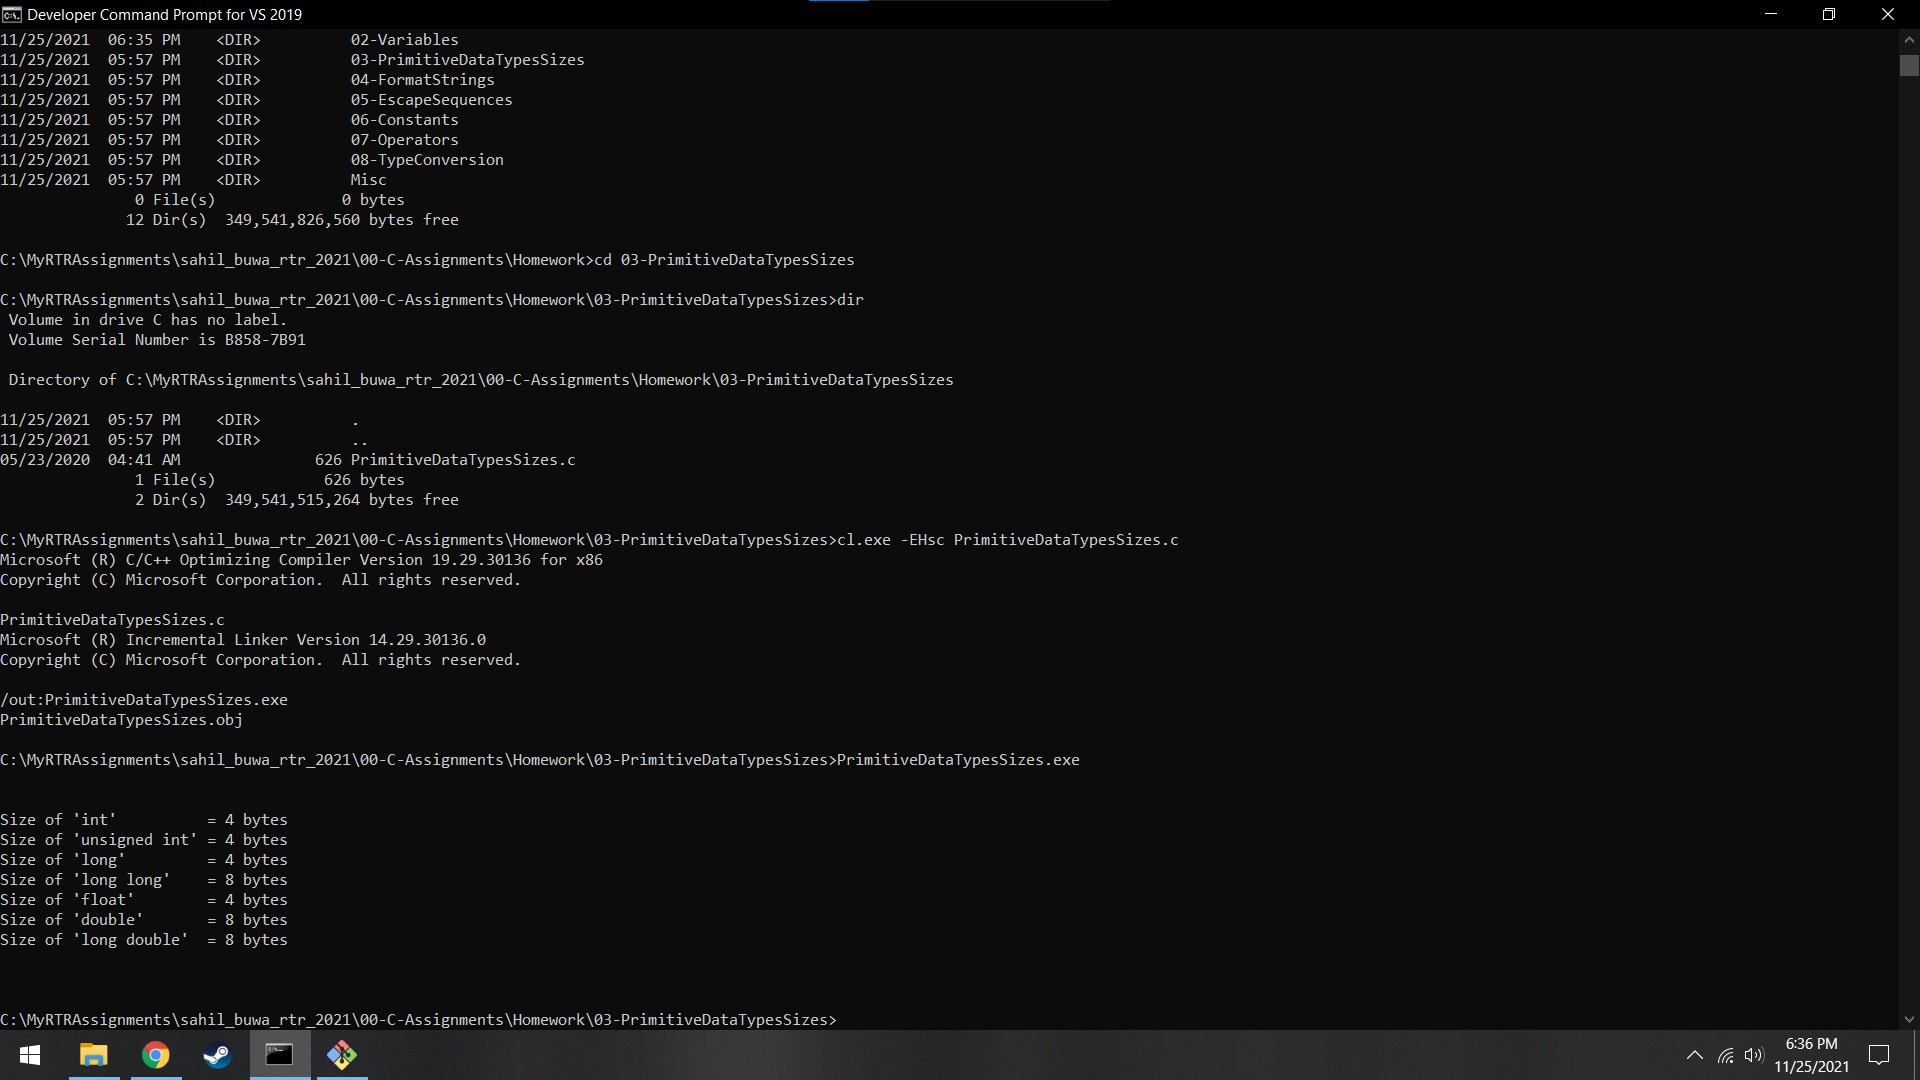 Developer Command Prompt for VS 2019
11/25/2021  06:35 PM    <DIR>          02-Variables
11/25/2021  05:57 PM    <DIR>          03-PrimitiveDataTypesSizes
11/25/2021  05:57 PM    <DIR>          04-FormatStrings
11/25/2021  05:57 PM    <DIR>          05-EscapeSequences
11/25/2021  05:57 PM    <DIR>          06-Constants
11/25/2021  05:57 PM    <DIR>          07-Operators
11/25/2021  05:57 PM    <DIR>          08-TypeConversion
11/25/2021  05:57 PM    <DIR>          Misc
               0 File(s)              0 bytes
              12 Dir(s)  349,541,826,560 bytes free
C:\MyRTRAssignments\sahil_buwa_rtr_2021\00-C-Assignments\Homework>cd 03-PrimitiveDataTypesSizes
C:\MyRTRAssignments\sahil_buwa_rtr_2021\00-C-Assignments\Homework\03-PrimitiveDataTypesSizes>dir
 Volume in drive C has no label.
 Volume Serial Number is B858-7B91
 Directory of C:\MyRTRAssignments\sahil_buwa_rtr_2021\00-C-Assignments\Homework\03-PrimitiveDataTypesSizes
11/25/2021  05:57 PM    <DIR>          .
11/25/2021  05:57 PM    <DIR>          ..
05/23/2020  04:41 AM               626 PrimitiveDataTypesSizes.c
               1 File(s)            626 bytes
               2 Dir(s)  349,541,515,264 bytes free
C:\MyRTRAssignments\sahil_buwa_rtr_2021\00-C-Assignments\Homework\03-PrimitiveDataTypesSizes>cl.exe -EHsc PrimitiveDataTypesSizes.c
Microsoft (R) C/C++ Optimizing Compiler Version 19.29.30136 for x86
Copyright (C) Microsoft Corporation.  All rights reserved.
PrimitiveDataTypesSizes.c
Microsoft (R) Incremental Linker Version 14.29.30136.0
Copyright (C) Microsoft Corporation.  All rights reserved.
/out:PrimitiveDataTypesSizes.exe
PrimitiveDataTypesSizes.obj
C:\MyRTRAssignments\sahil_buwa_rtr_2021\00-C-Assignments\Homework\03-PrimitiveDataTypesSizes>PrimitiveDataTypesSizes.exe
Size of 'int'          = 4 bytes
Size of 'unsigned int' = 4 bytes
Size of 'long'         = 4 bytes
Size of 'long long'    = 8 bytes
Size of 'float'        = 4 bytes
Size of 'double'       = 8 bytes
Size of 'long double'  = 8 bytes
C:\MyRTRAssignments\sahil_buwa_rtr_2021\00-C-Assignments\Homework\03-PrimitiveDataTypesSizes>
6:36 PM
11/25/2021